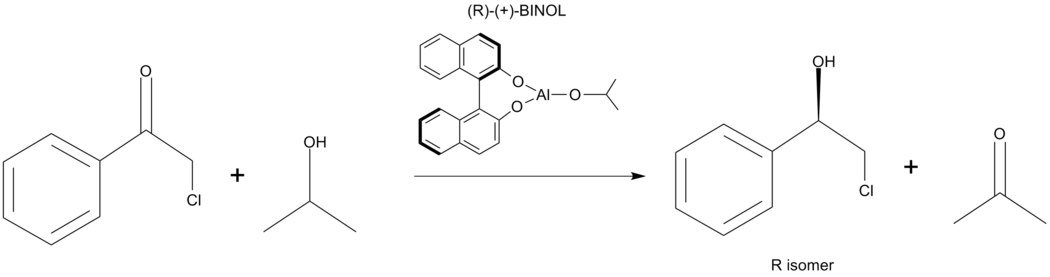 (R)-(+)-BINOL
O
O
Al
O
O
Cl
+
OH
OH
Cl
+
O
R isomer